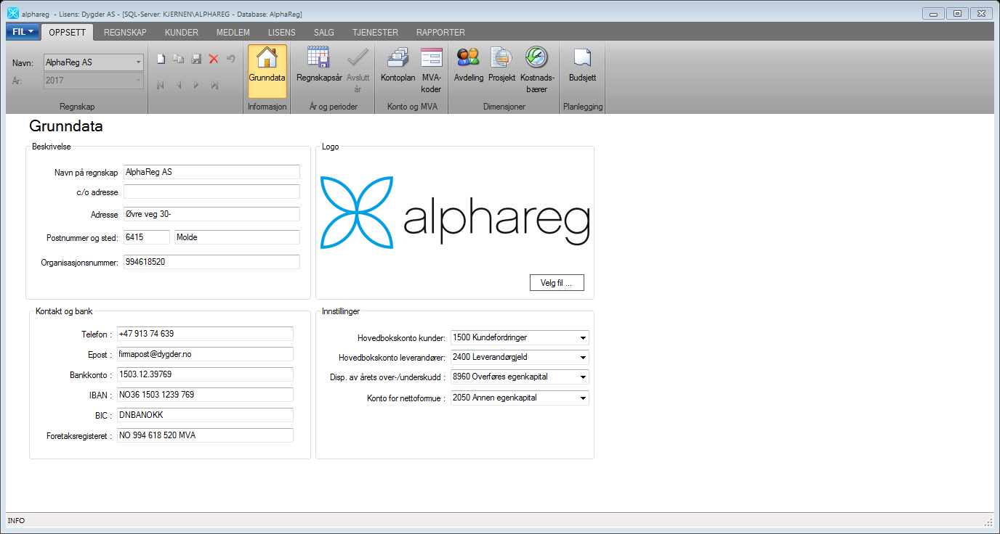 alphareg - Lisens: Dygder AS - [SQL-Server: KJERNEN\ALPHAREG - Database: AlphaReg]
FIL OPPSETT REGNSKAP KUNDER MEDLEM LISENS SALG TJENESTER RAPPORTER
Navn: AlphaReg AS
År: 2017
Regnskap
Grunndata
Informasjon
Regnskapsår
Avslutt
år
År og perioder
Kontoplan
MVA-
koder
Konto og MVA
Avdeling
Prosjekt
Kostnads-
bærer
Dimensjoner
Budsjett
Planlegging
Grunndata
Beskrivelse
Navn på regnskap AlphaReg AS
c/o adresse
Adresse Øvre veg 30-
Postnummer og sted: 6415 Molde
Organisasjonsnummer: 994618520
Logo
alphareg
Velg fil ...
Kontakt og bank
Telefon : +47 913 74 639
Epost : firmapost@dygder.no
Bankkonto : 1503.12.39769
IBAN : NO36 1503 1239 769
BIC : DNBANOKK
Foretaksregisteret : NO 994 618 520 MVA
Innstillinger
Hovedbokskonto kunder: 1500 Kundefordringer
Hovedbokskonto leverandører: 2400 Leverandørgjeld
Disp. av årets over-/underskudd : 8960 Overføres egenkapital
Konto for nettoformue : 2050 Annen egenkapital
INFO